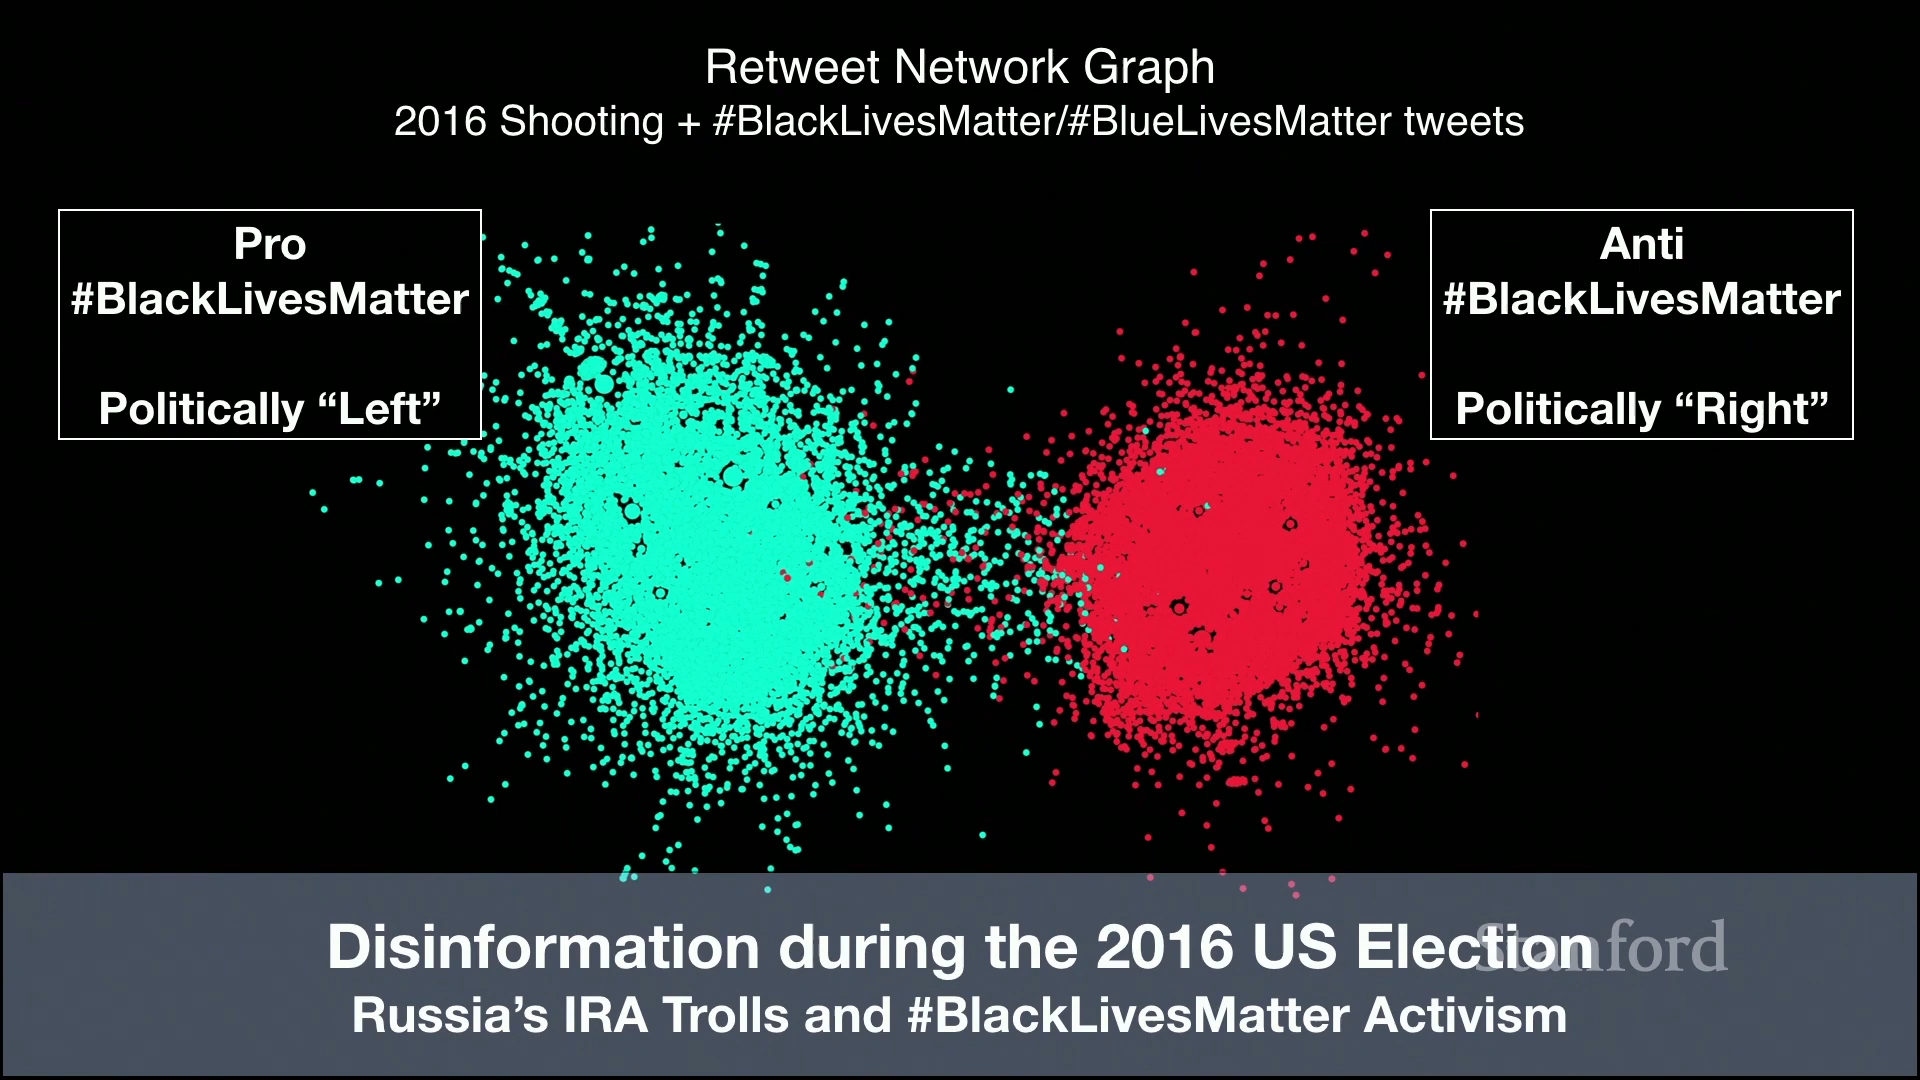 Retweet Network Graph
2016 Shooting + #BlackLivesMatter/#BlueLivesMatter tweets
Pro
#BlackLivesMatter
Politically “Left”
Anti
#BlackLivesMatter
Politically “Right”
Disinformation during the 2016 US Election
Stanford
Russia’s IRA Trolls and #BlackLivesMatter Activism